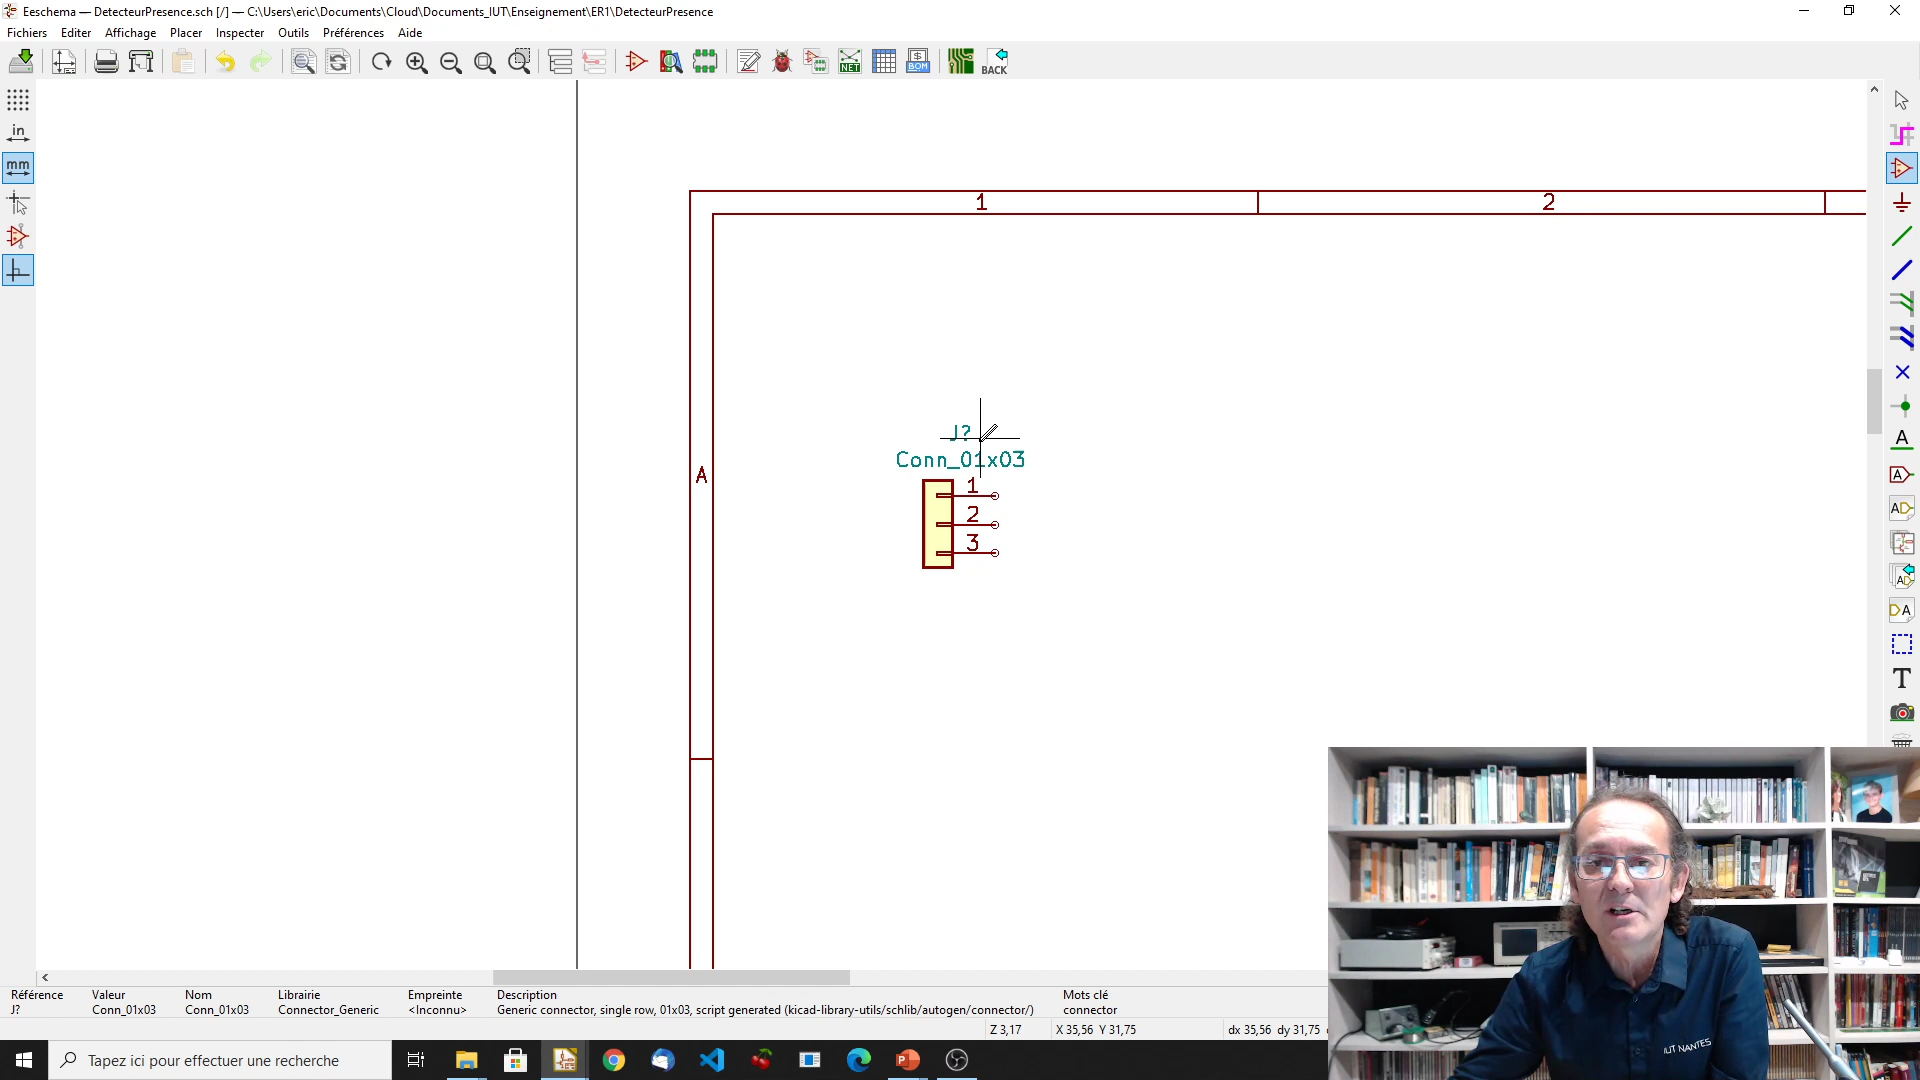 Eeschema — DetecteurPresence.sch [/] — C:\Users\eric\Documents\Cloud\Documents_IUT\Enseignement\ER1\DetecteurPresence
Fichiers Editer Affichage Placer Inspecter Outils Préférences Aide
NET
BOM
BACK
in
mm
1 2
A
J?
Conn_01x03
1
2
3
A
A
A
A
A
T
Référence Valeur Nom Librairie Empreinte Description Mots clé
J? Conn_01x03 Conn_01x03 Connector_Generic <Inconnu> Generic connector, single row, 01x03, script generated (kicad-library-utils/schlib/autogen/connector/) connector
Z 3,17 X 35,56 Y 31,75 dx 35,56 dy 31,75
Tapez ici pour effectuer une recherche
IUT NANTES